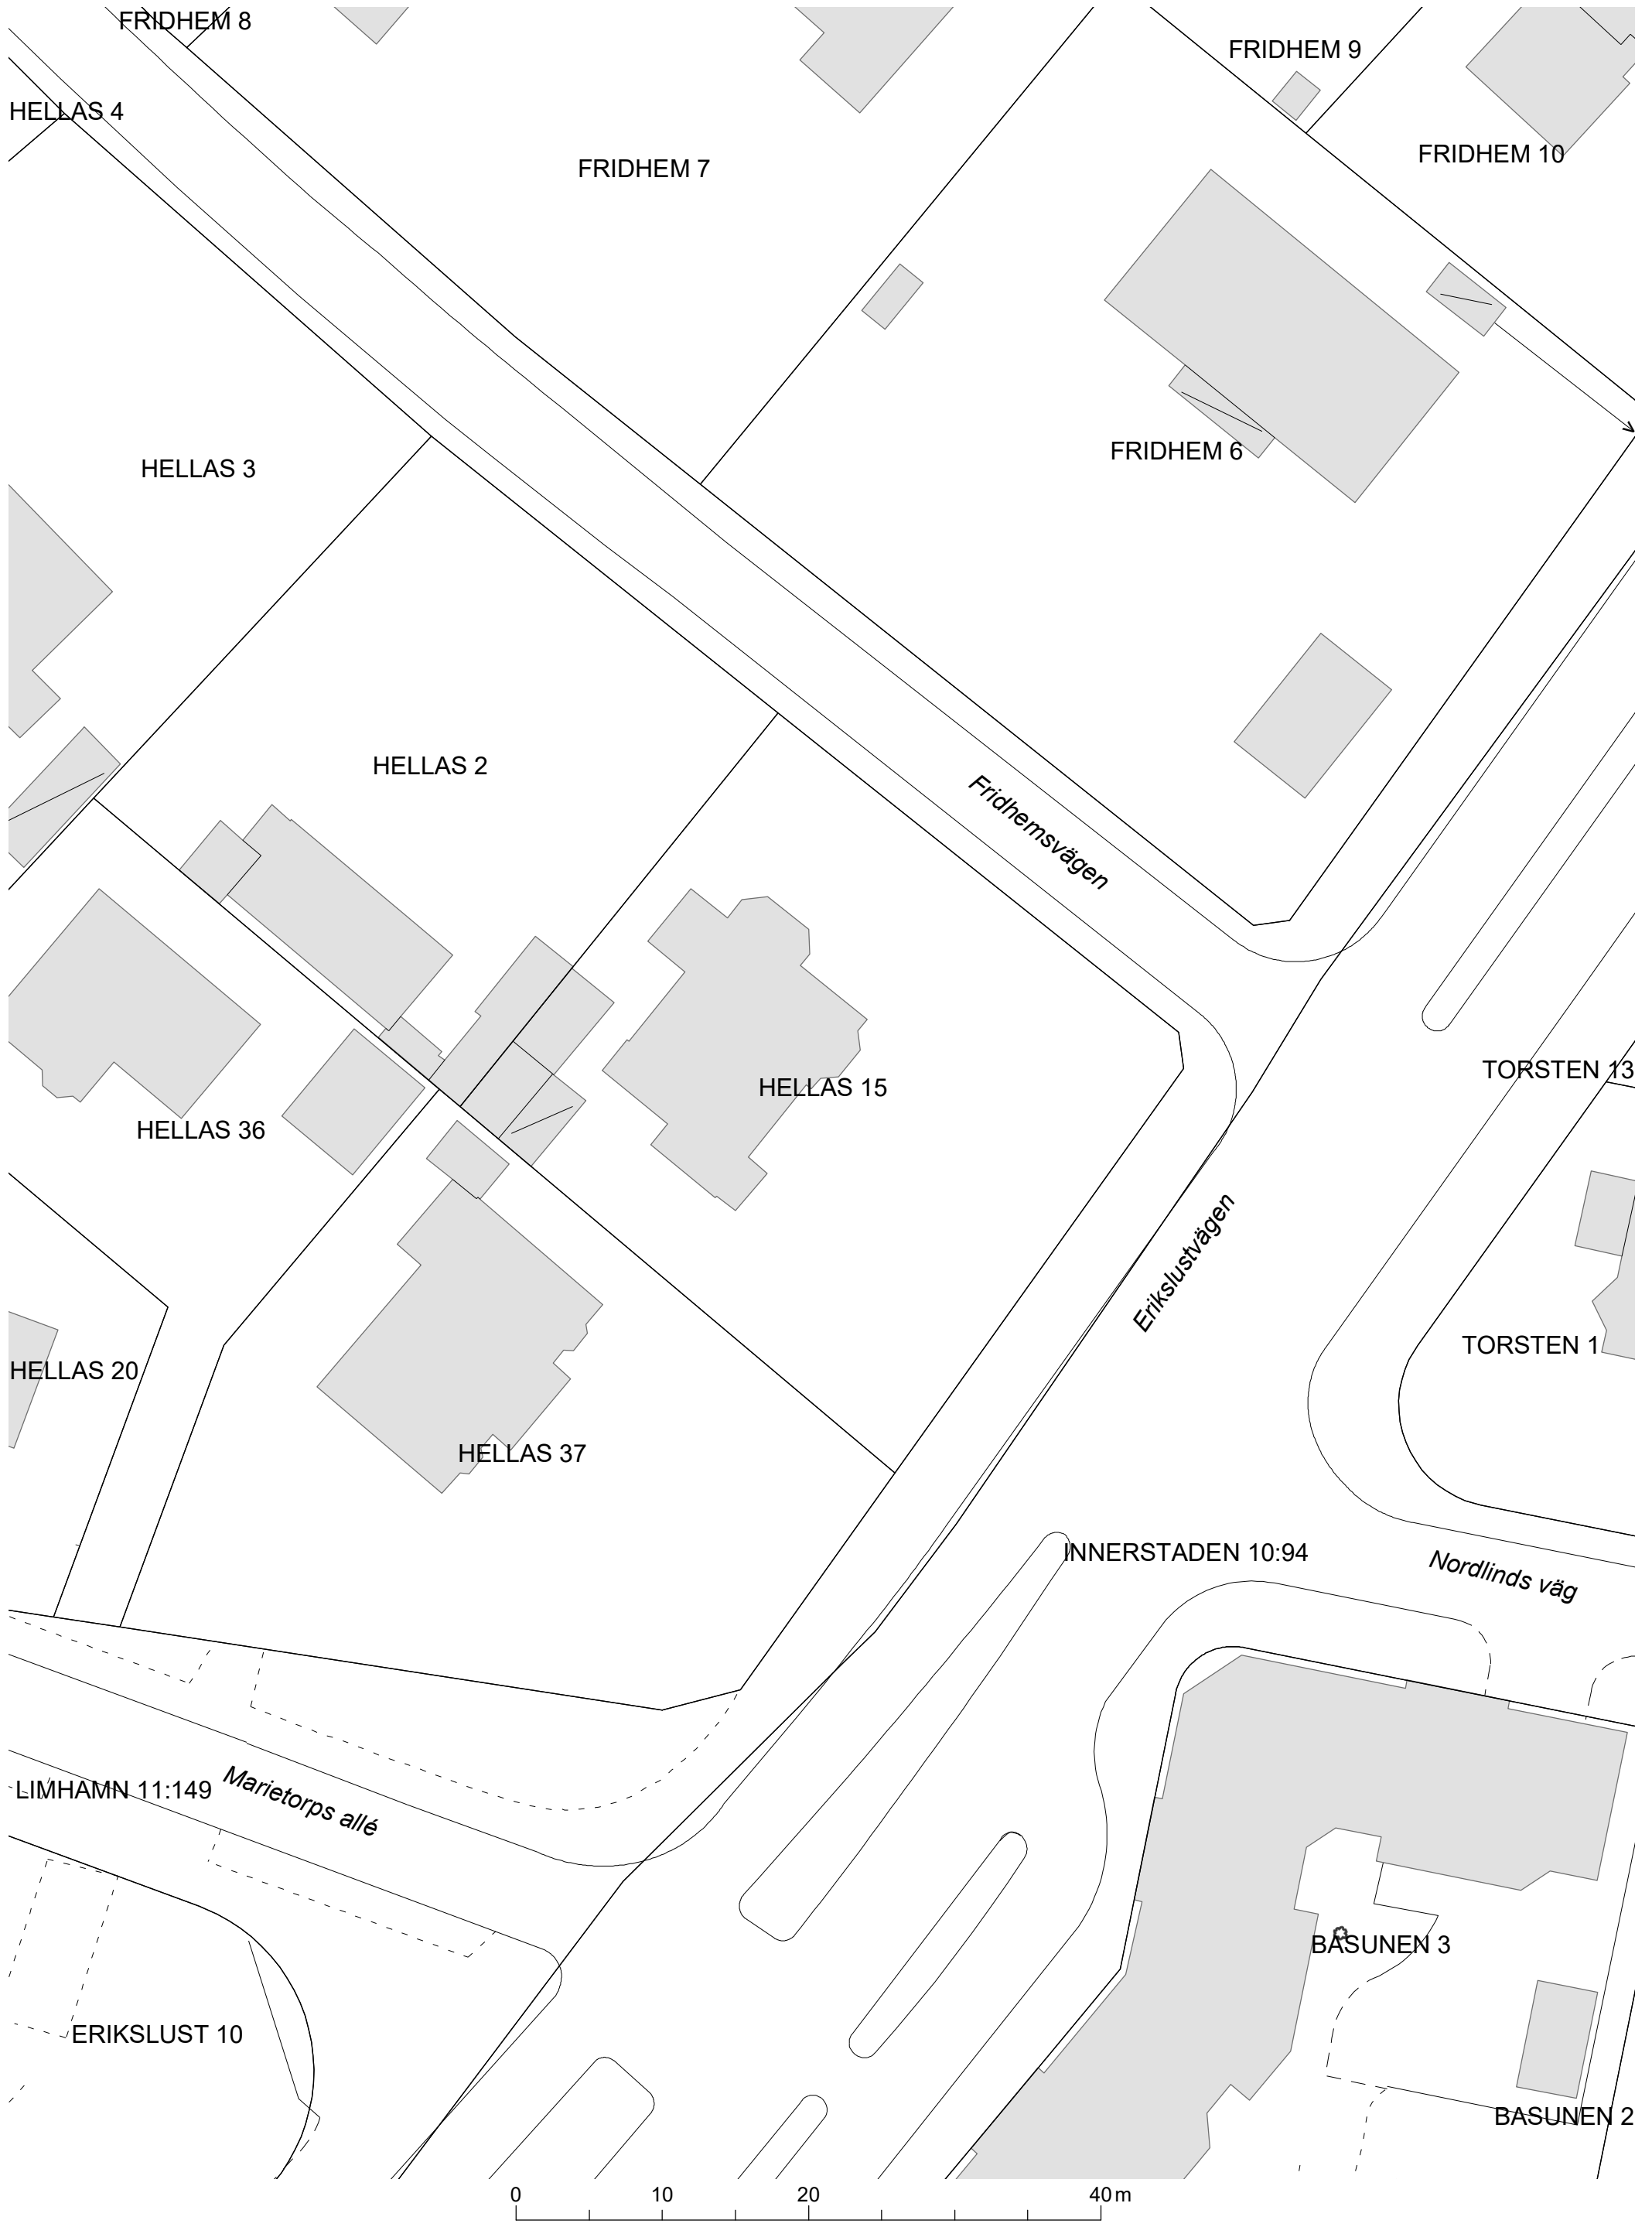 FRIDHEM 8
FRIDHEM 9
HELLAS 4
FRIDHEM 7
FRIDHEM 10
HELLAS 3
FRIDHEM 6
HELLAS 2
Fridhemsvägen
HELLAS 15
TORSTEN 13
HELLAS 36
Erikslustvägen
TORSTEN 1
HELLAS 20
HELLAS 37
INNERSTADEN 10:94
Nordlinds väg
LIMHAMN 11:149
Marietorps allé
BASUNEN 3
ERIKSLUST 10
BASUNEN 2
0 10 20 40 m